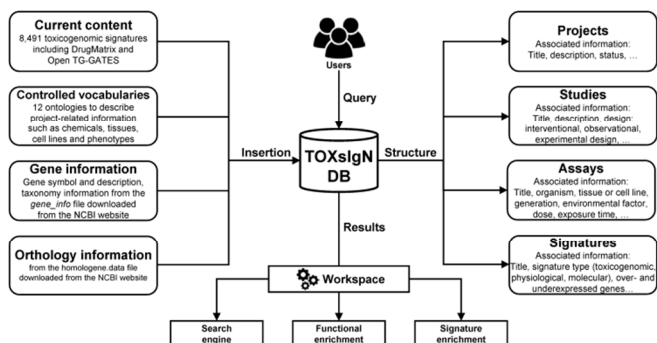 Current content
8,491 toxicogenomic signatures
including DrugMatrix and
Open TG-GATES
Controlled vocabularies
12 ontologies to describe
project-related information
such as chemicals, tissues,
cell lines and phenotypes
Gene information
Gene symbol and description,
taxonomy information from the
gene_info file downloaded
from the NCBI website
Orthology information
from the homologene.data file
downloaded from the NCBI website
Users
Query
Insertion
TOXsIgN
DB
Structure
Results
Workspace
Search
engine
Functional
enrichment
Signature
enrichment
Projects
Associated information:
Title, description, status, ...
Studies
Associated information:
Title, description, design:
interventional, observational,
experimental design, ...
Assays
Associated information:
Title, organism, tissue or cell line,
generation, environmental factor,
dose, exposure time, ...
Signatures
Associated information:
Title, signature type (toxicogenomic,
physiological, molecular), over- and
underexpressed genes...